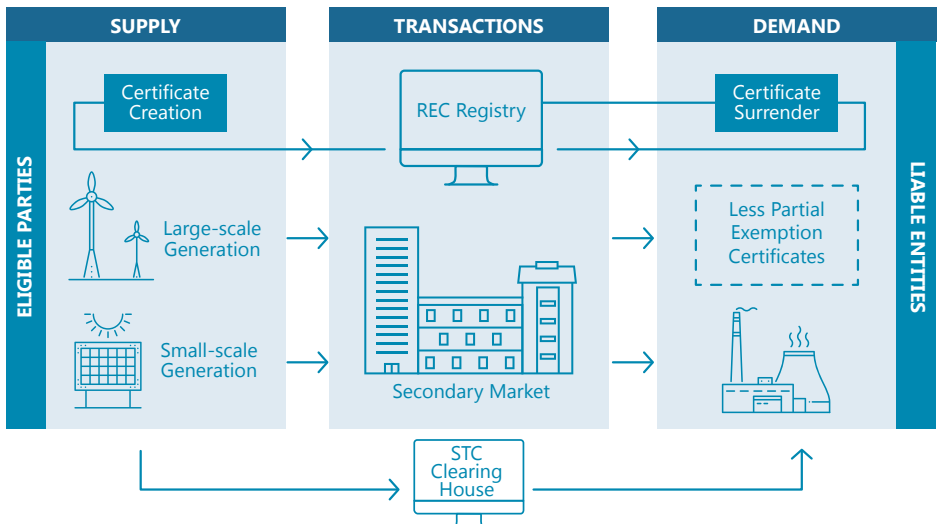 SUPPLY
TRANSACTIONS
DEMAND
ELIGIBLE PARTIES
Certificate
Creation
REC Registry
Certificate
Surrender
LIABLE ENTITIES
Large-scale
Generation
Less Partial
Exemption
Certificates
Small-scale
Generation
Secondary Market
STC
Clearing
House